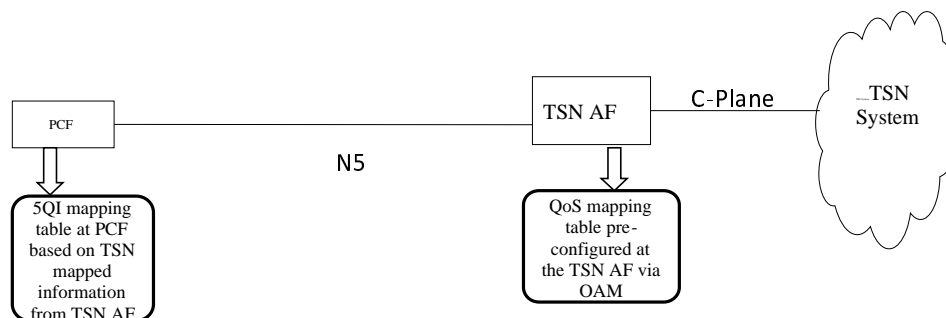 C-Plane
TSN
System
TSN AF
PCF
N5
5QI mapping
table at PCF
based on TSN
mapped
information
from TSN AF
QoS mapping
table pre-
configured at
the TSN AF via
OAM